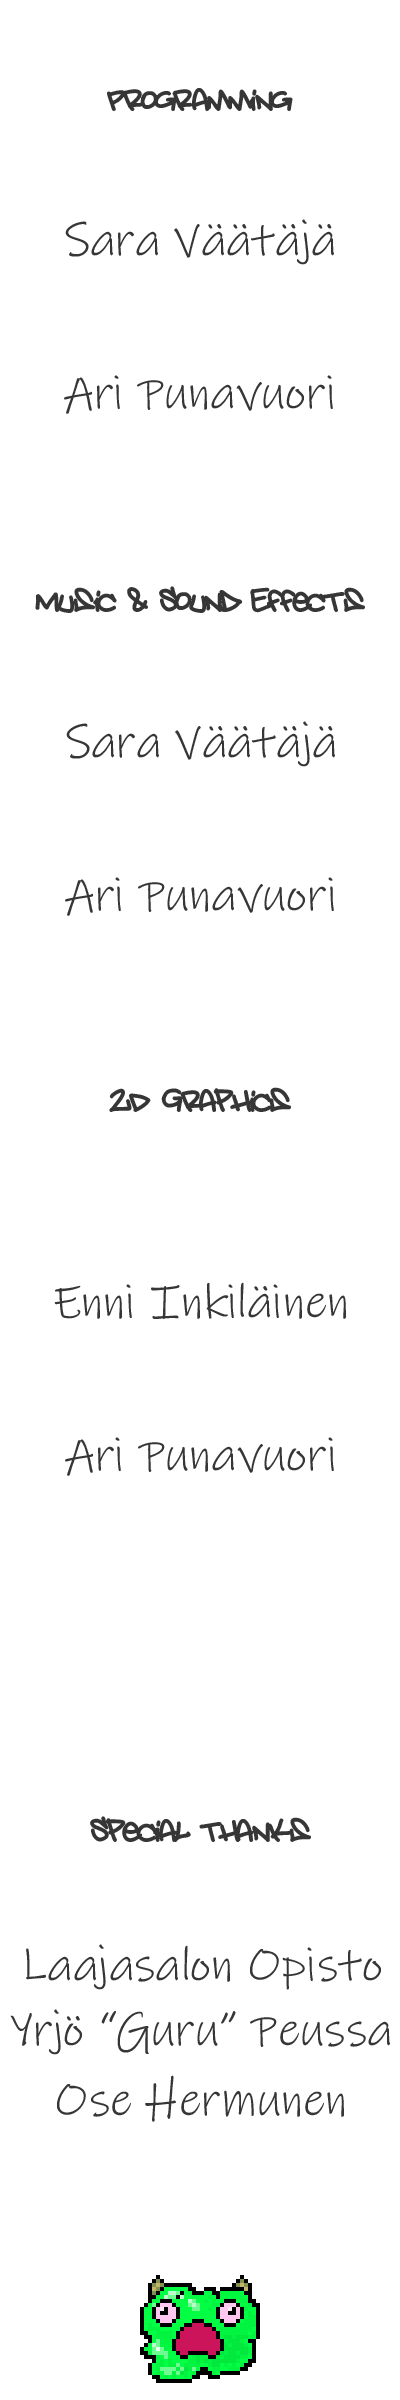 PROGRAMMING
Sara Väätäjä
Ari Punavuori
MUSIC & SOUND EFFECTS
Sara Väätäjä
Ari Punavuori
2D GRAPHICS
Enni Inkiläinen
Ari Punavuori
SPECIAL THANKS
Laajasalon Opisto
Yrjö “Guru” Peussa
Ose Hermunen